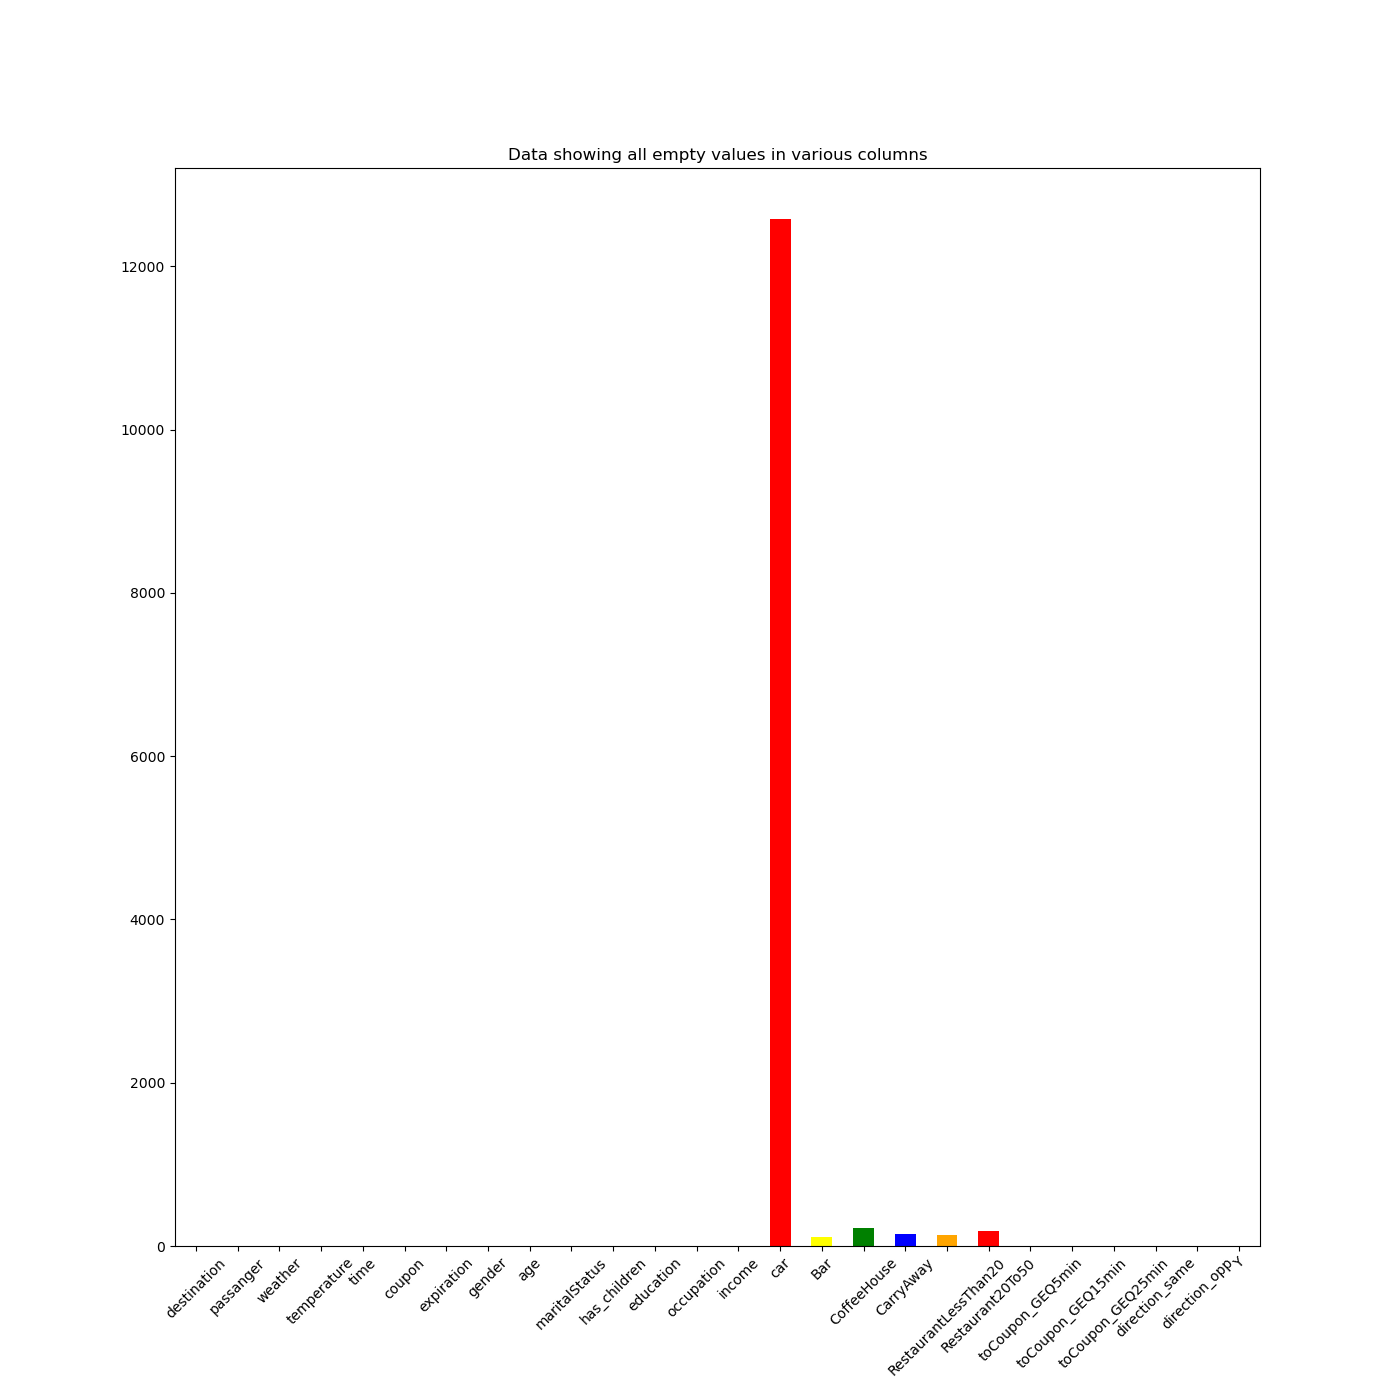 Data showing all empty values in various columns
12000
10000
8000
6000
4000
2000
0
destination
passanger
weather
temperature
time
coupon
expiration
gender
age
maritalStatus
has_children
education
occupation
income
car
Bar
CoffeeHouse
CarryAway
RestaurantLessThan20
Restaurant20To50
toCoupon_GEQ5min
toCoupon_GEQ15min
toCoupon_GEQ25min
direction_same
direction_opp
Y